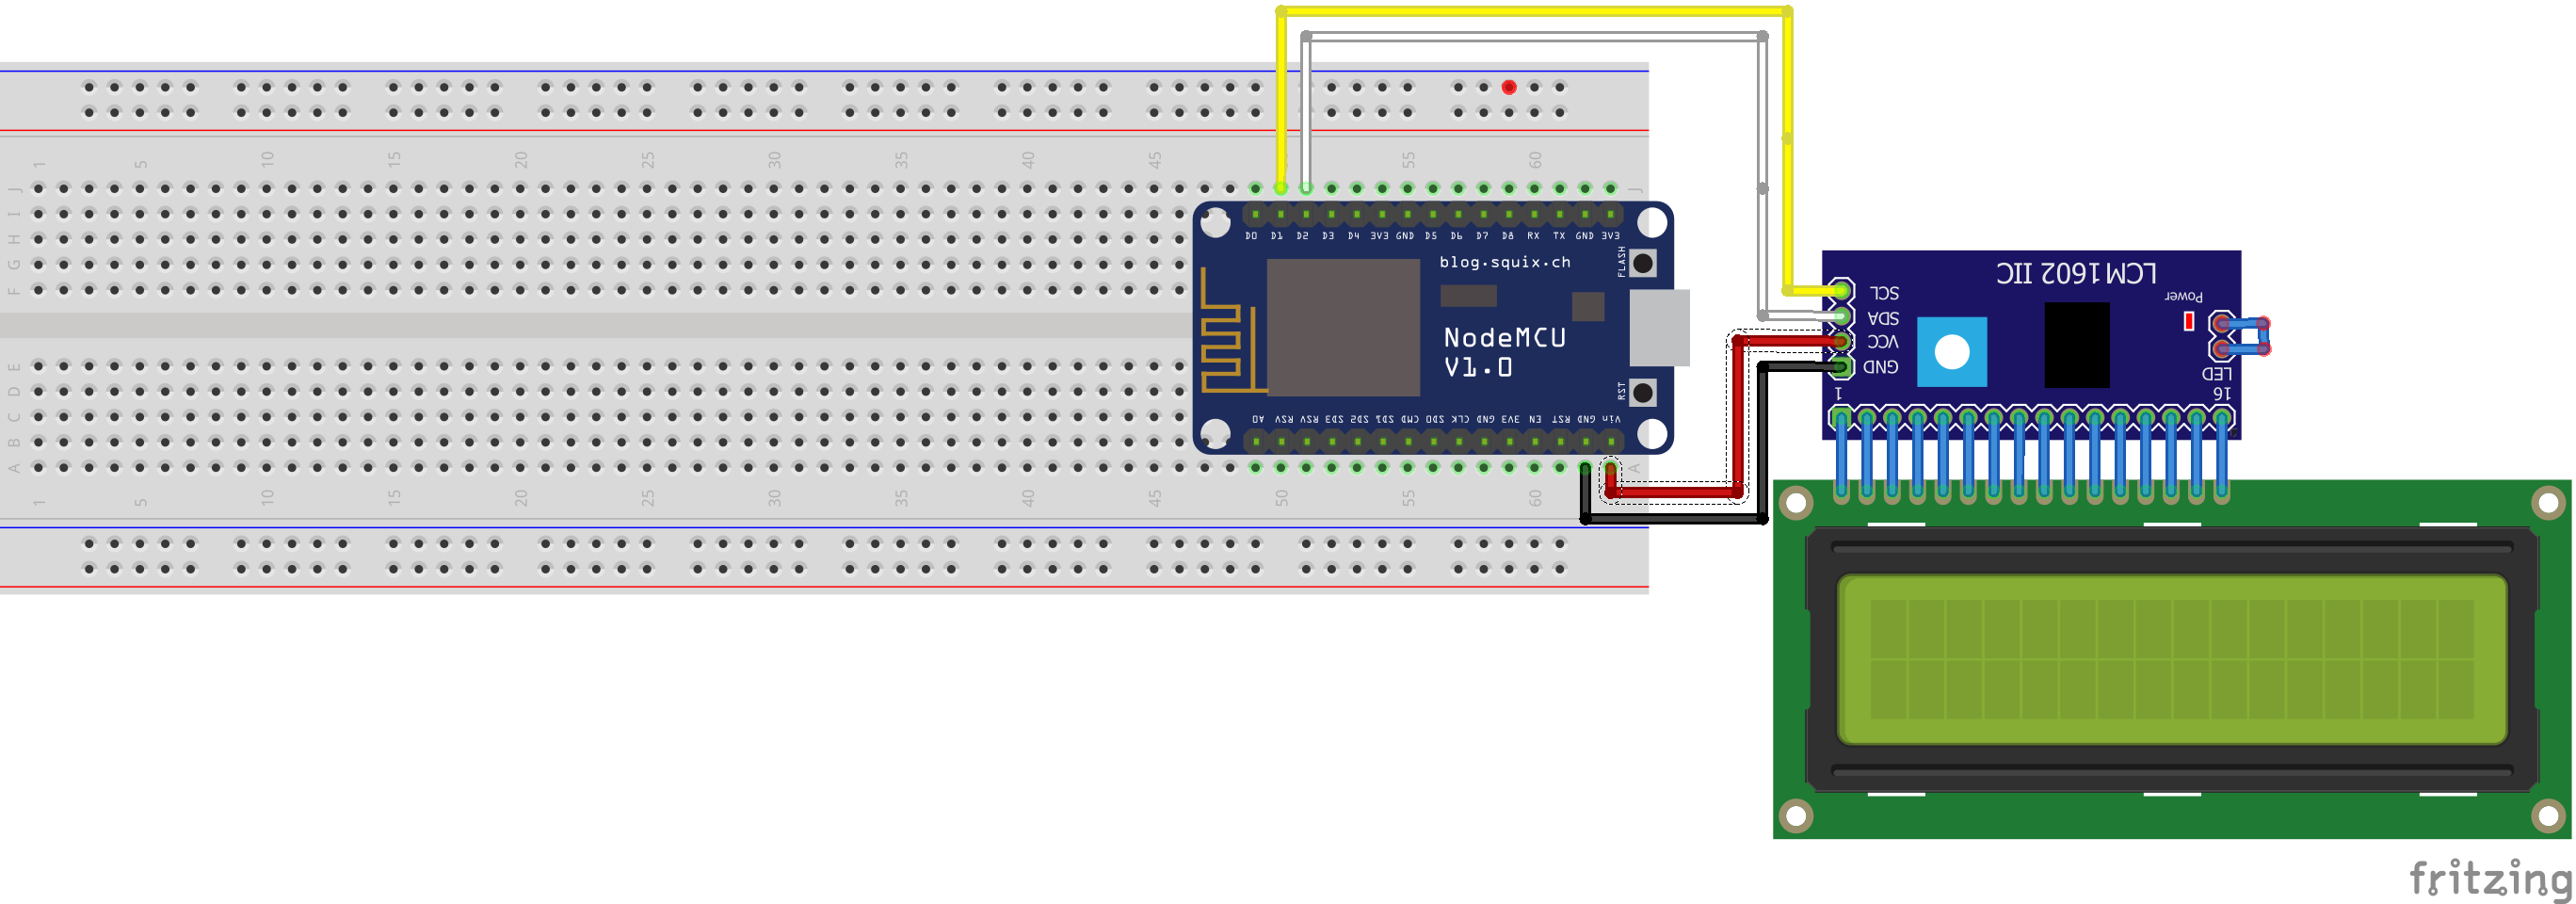 1 5 10 15 20 25 30 35 40 45 55 60
J J
I
H
G
F
D0 D1 D2 D3 D4 3V3 GND D5 D6 D7 D8 RX TX GND 3V3
blog.squix.ch
FLASH
NodeMCU
V1.0
RST
A0 RSV RSV SD3 SD2 SD1 CMD SD0 CLK GND 3V3 EN RST GND Vin
E
D
C
B
A A
1 5 10 15 20 25 30 35 40 45 50 55 60
LCM1602 IIC
Power
SCL
SDA
VCC
GND
LED
1 16
fritzing